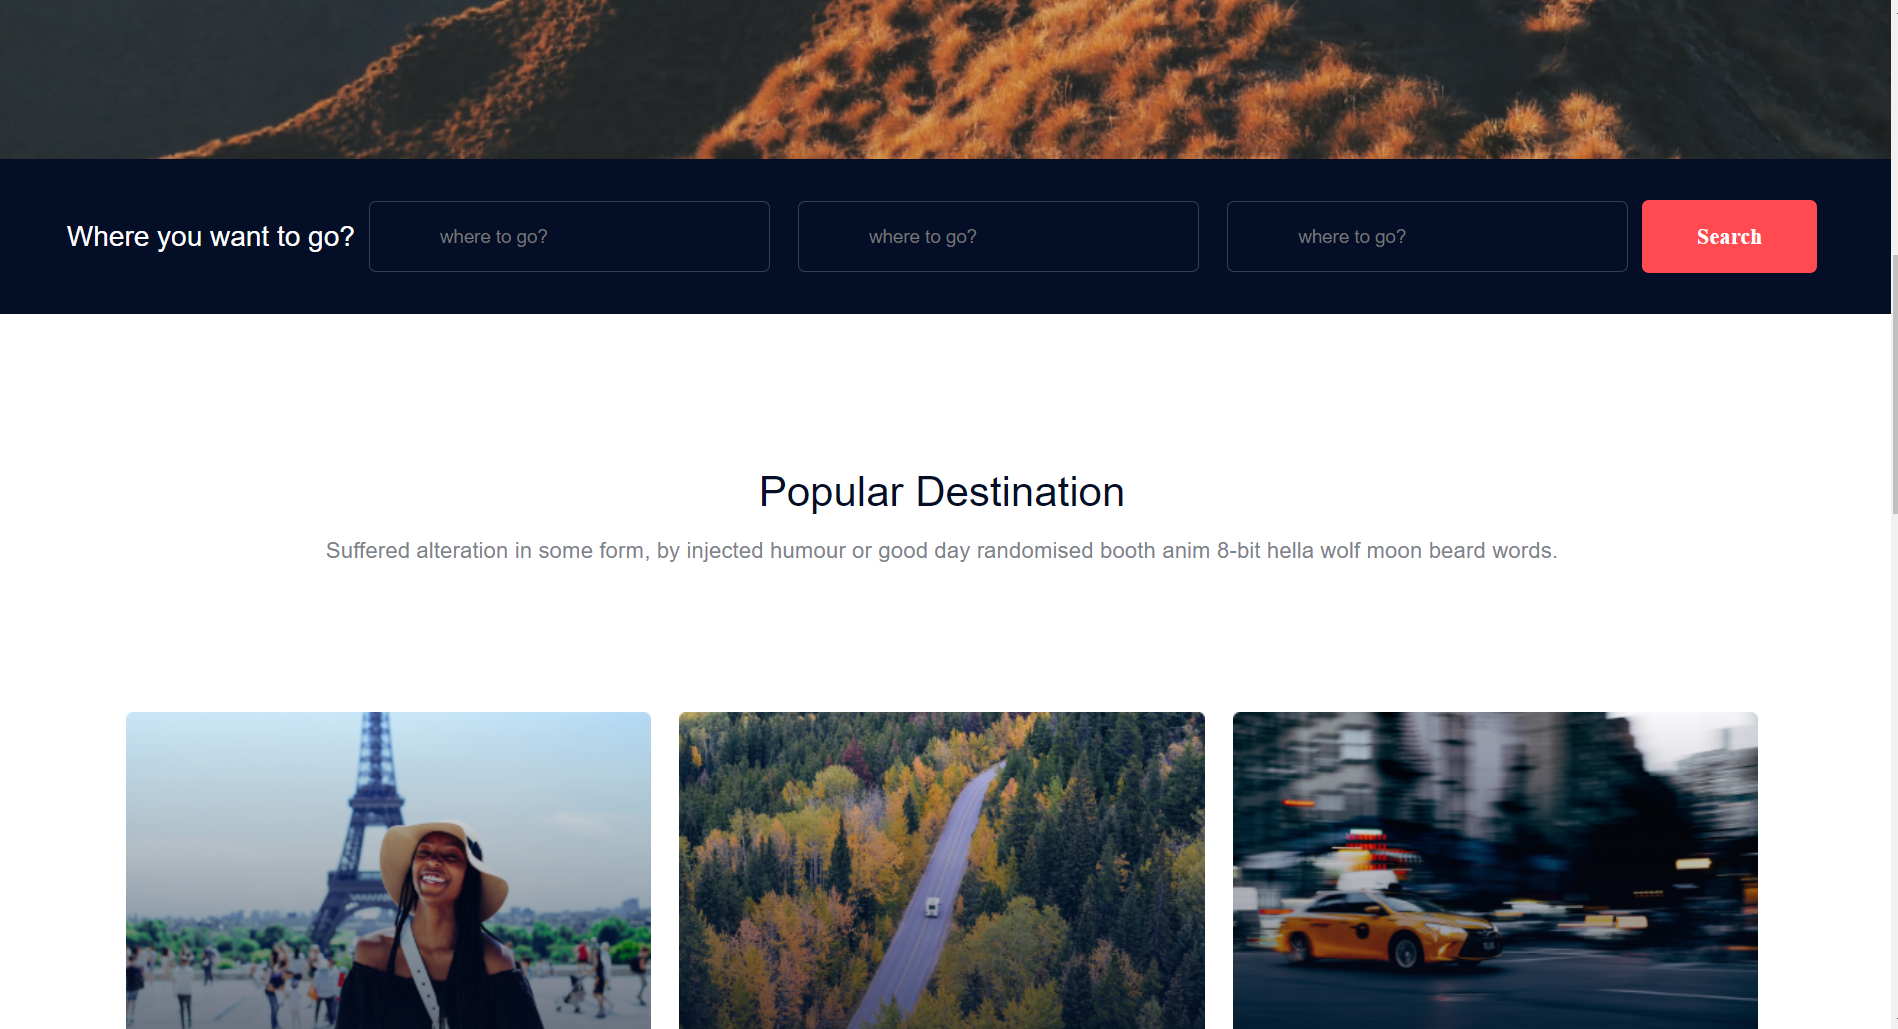 Where you want to go? where to go? where to go? where to go? Search
Popular Destination
Suffered alteration in some form, by injected humour or good day randomised booth anim 8-bit hella wolf moon beard words.